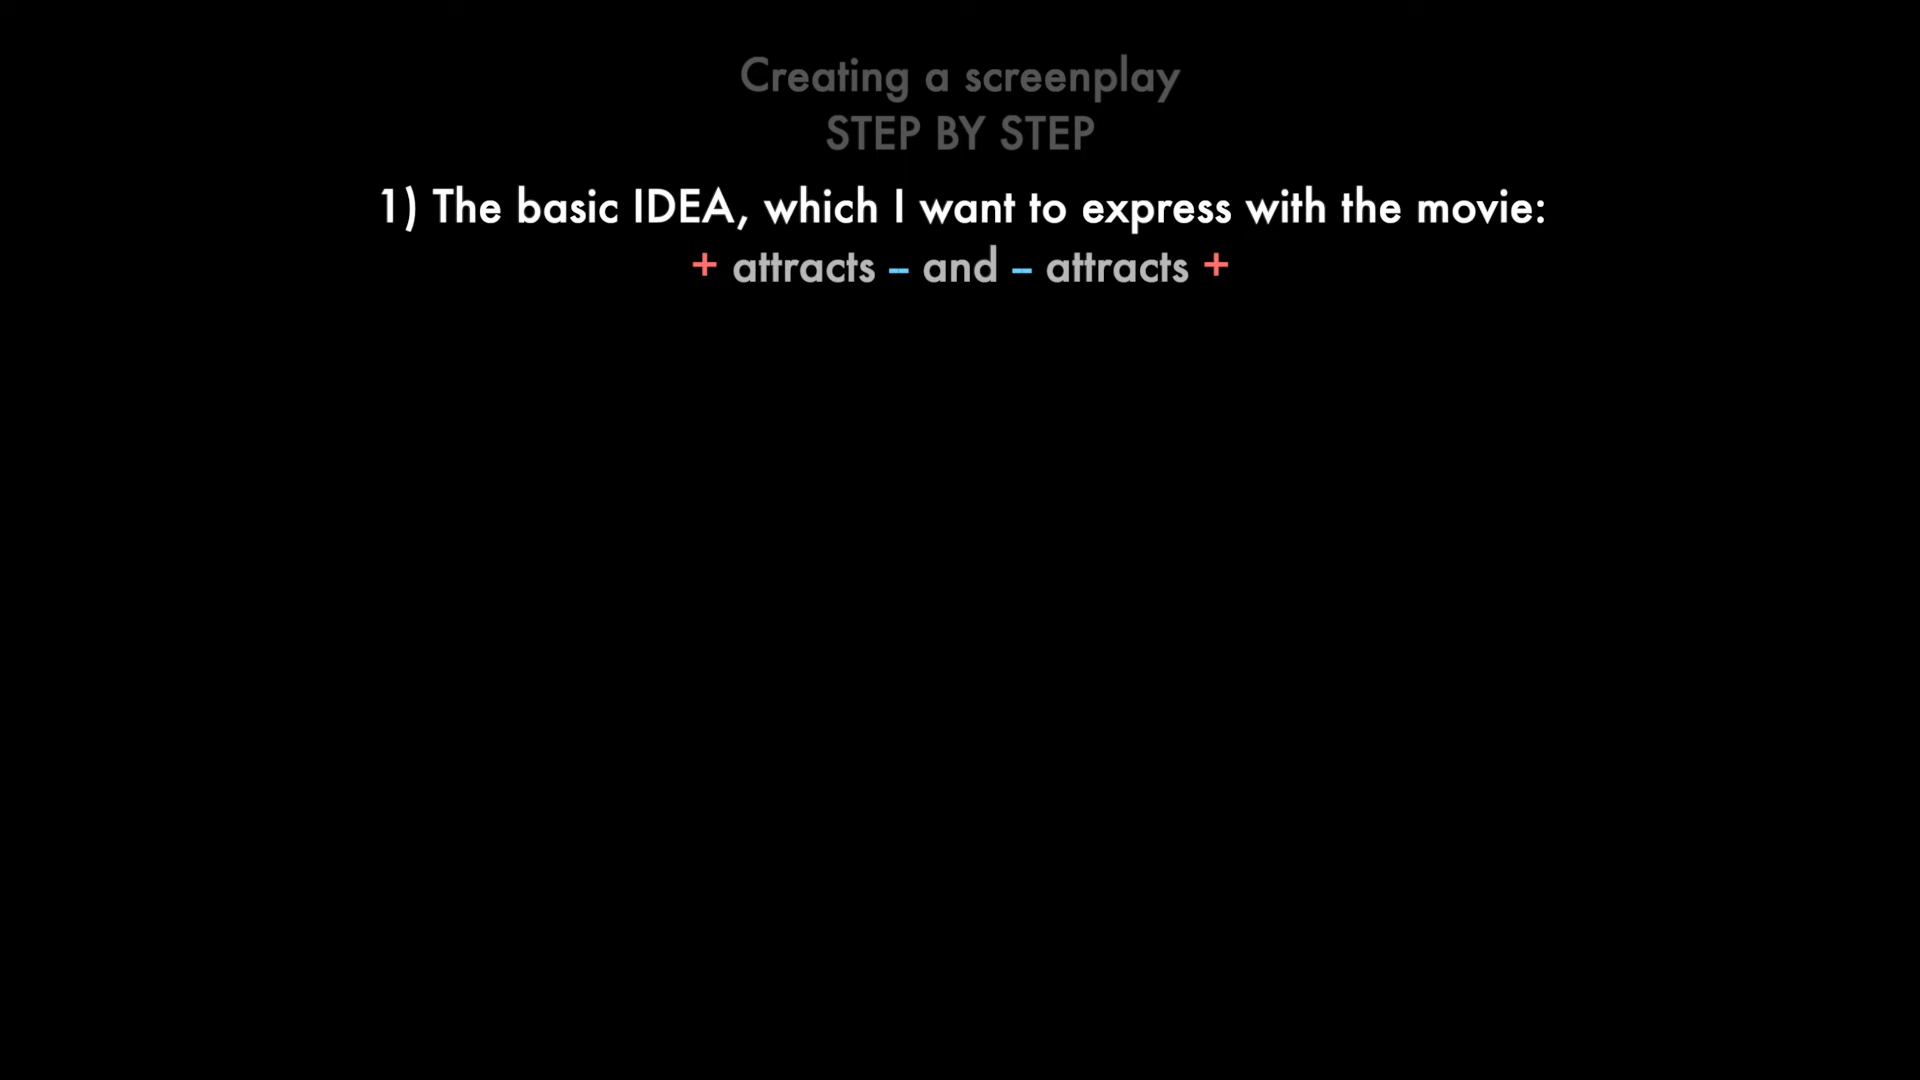 Creating a screenplay
STEP BY STEP
1) The basic IDEA, which I want to express with the movie:
+ attracts – and – attracts +